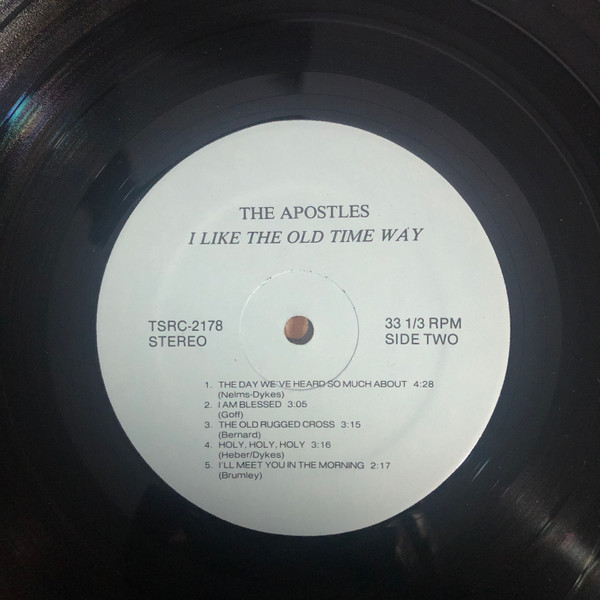 THE APOSTLES
I LIKE THE OLD TIME WAY
TSRC-2178
STEREO
33 1/3 RPM
SIDE TWO
1. THE DAY WE'VE HEARD SO MUCH ABOUT 4:28
(Nelms-Dykes)
2. I AM BLESSED 3:05
(Goff)
3. THE OLD RUGGED CROSS 3:15
(Bernard)
4. HOLY, HOLY, HOLY 3:16
(Heber/Dykes)
5. I'LL MEET YOU IN THE MORNING 2:17
(Brumley)